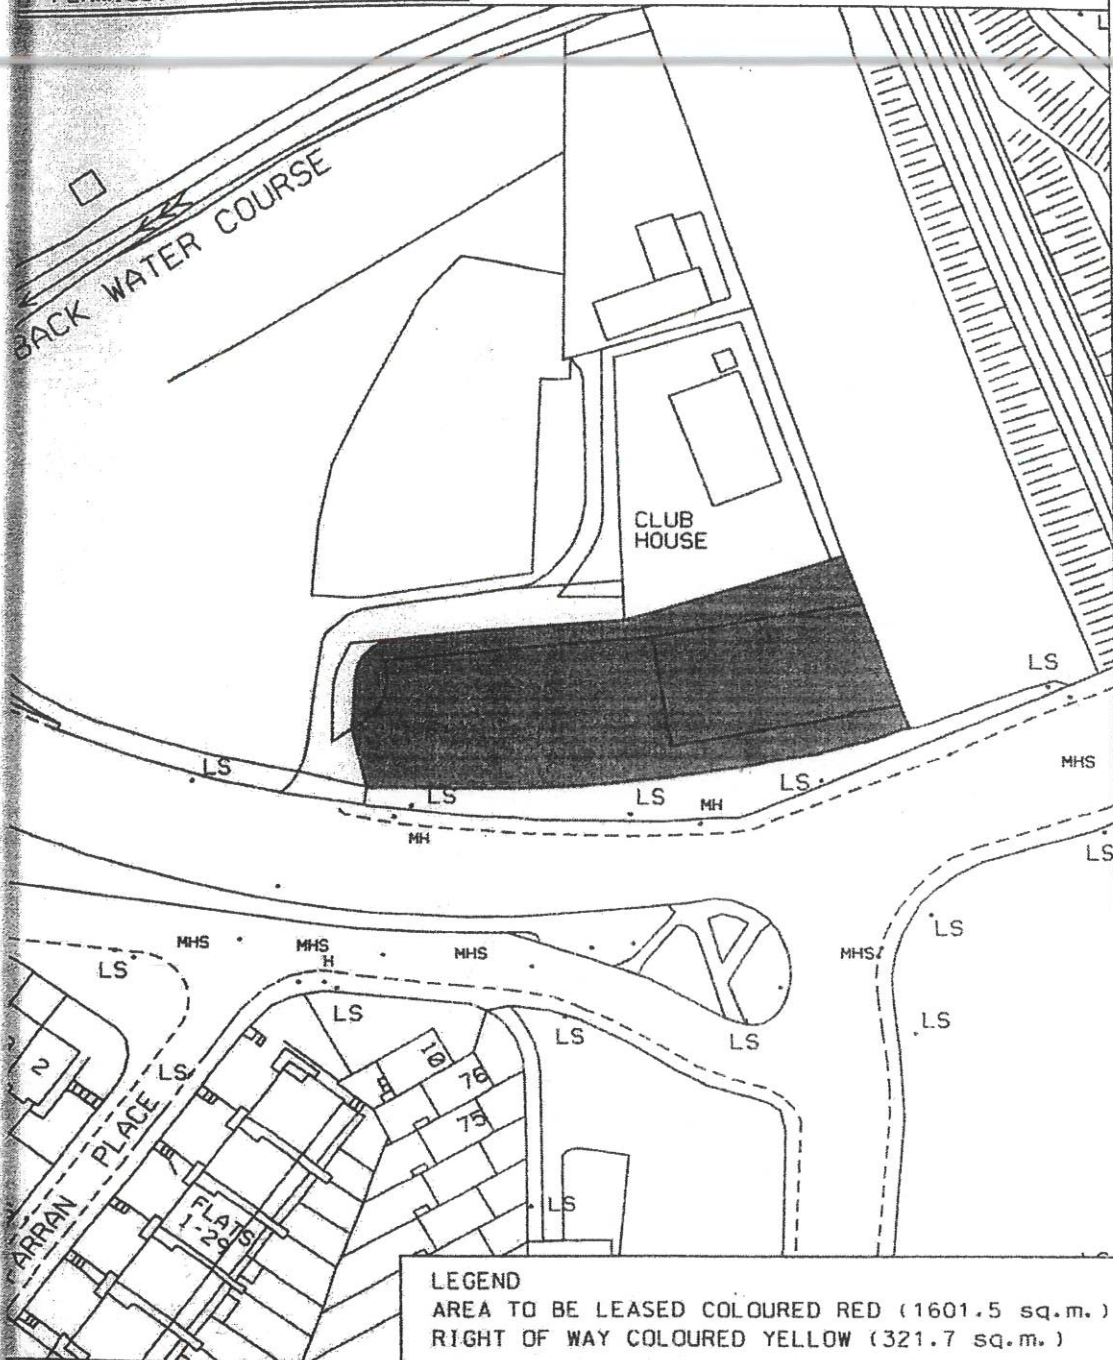 L
BACK WATER COURSE
CLUB
HOUSE
LS
MHS
LS
LS
LS
LS
MH
MH
LS
LS
MHS
MHS
MHS
MHS
LS
H
LS
LS
LS
LS
2
LS
10
76
75
ARRAN PLACE
FLATS
1-29
LS
LEGEND
AREA TO BE LEASED COLOURED RED (1601.5 sq.m.)
RIGHT OF WAY COLOURED YELLOW (321.7 sq.m.)